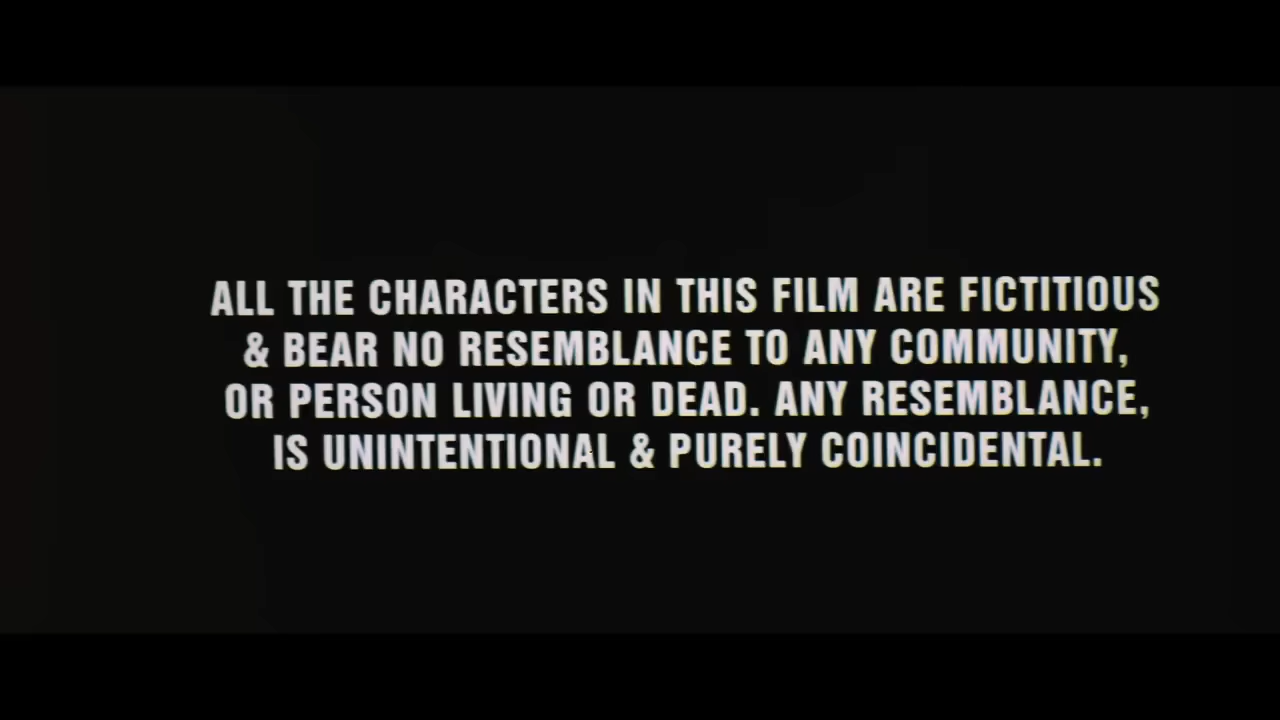 ALL THE CHARACTERS IN THIS FILM ARE FICTITIOUS
& BEAR NO RESEMBLANCE TO ANY COMMUNITY,
OR PERSON LIVING OR DEAD. ANY RESEMBLANCE,
IS UNINTENTIONAL & PURELY COINCIDENTAL.